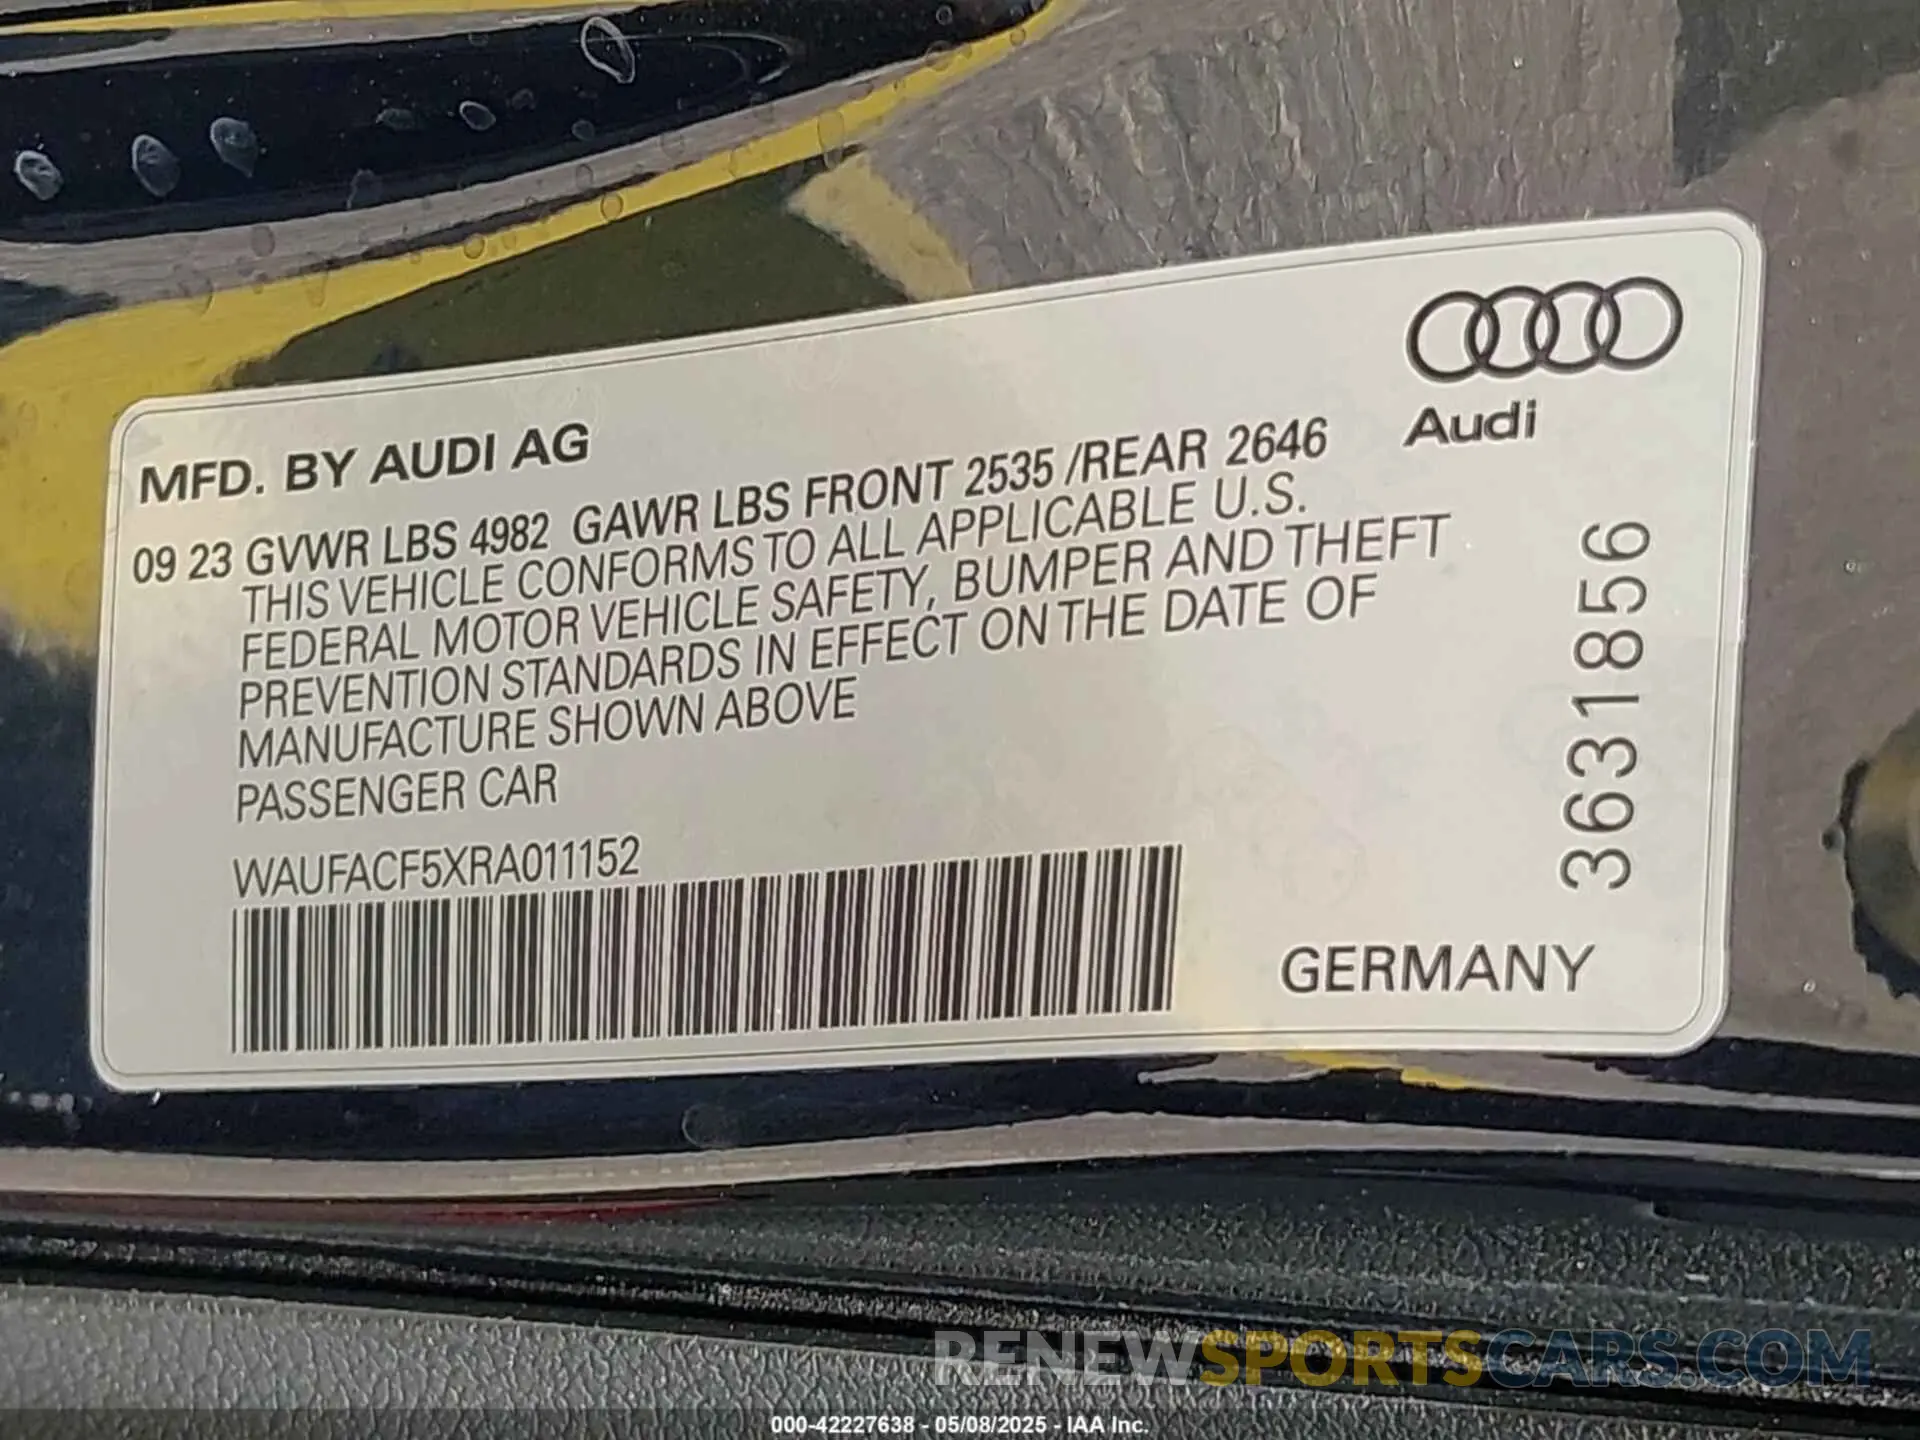 Audi
MFD. BY AUDI AG
09 23 GVWR LBS 4982 GAWR LBS FRONT 2535 /REAR 2646
THIS VEHICLE CONFORMS TO ALL APPLICABLE U.S.
FEDERAL MOTOR VEHICLE SAFETY, BUMPER AND THEFT
PREVENTION STANDARDS IN EFFECT ON THE DATE OF
MANUFACTURE SHOWN ABOVE
PASSENGER CAR
WAUFACF5XRA011152
3631856
GERMANY
RENEWSPORTSCARS.COM
000-42227638 - 05/08/2025 - IAA Inc.